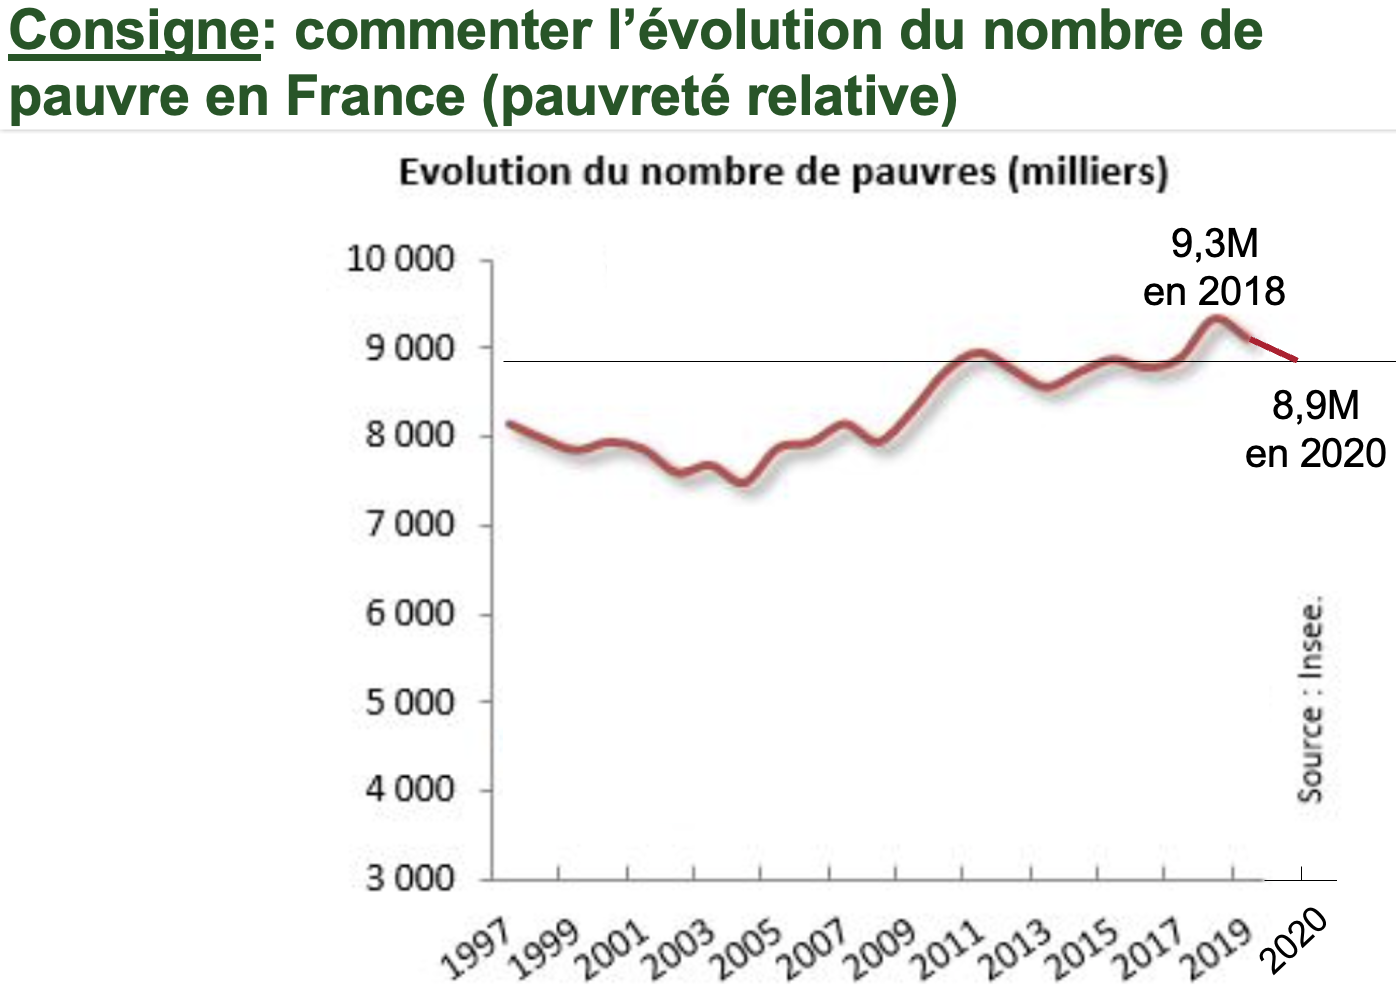 Consigne: commenter l’évolution du nombre de
pauvre en France (pauvreté relative)
Evolution du nombre de pauvres (milliers)
9,3M
en 2018
10 000
9 000
8 000
7 000
6 000
5 000
4 000
3 000
8,9M
en 2020
Source : Insee.
1997
1999
2001
2003
2005
2007
2009
2011
2013
2015
2017
2019
2020